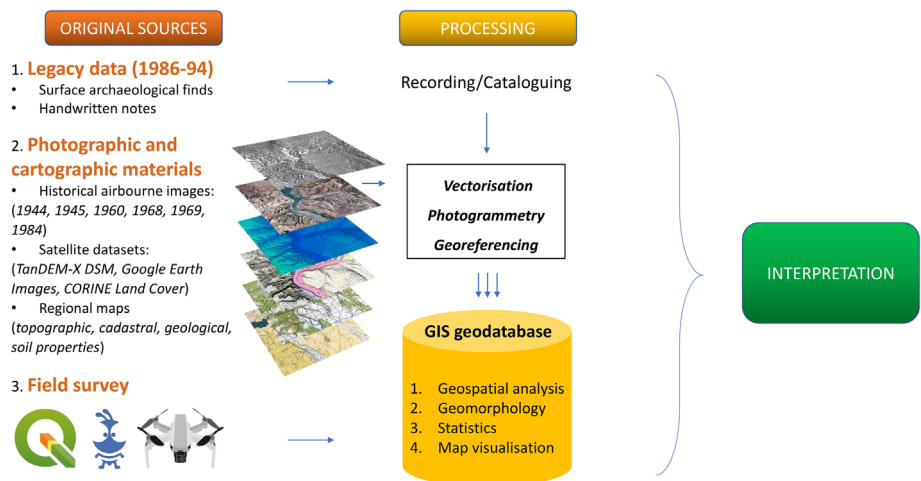 ORIGINAL SOURCES
1. Legacy data (1986-94)
• Surface archaeological finds
• Handwritten notes
2. Photographic and
cartographic materials
• Historical airbourne images:
(1944, 1945, 1960, 1968, 1969,
1984)
• Satellite datasets:
(TanDEM-X DSM, Google Earth
Images, CORINE Land Cover)
• Regional maps
(topographic, cadastral, geological,
soil properties)
3. Field survey
PROCESSING
Recording/Cataloguing
Vectorisation
Photogrammetry
Georeferencing
GIS geodatabase
1. Geospatial analysis
2. Geomorphology
3. Statistics
4. Map visualisation
INTERPRETATION